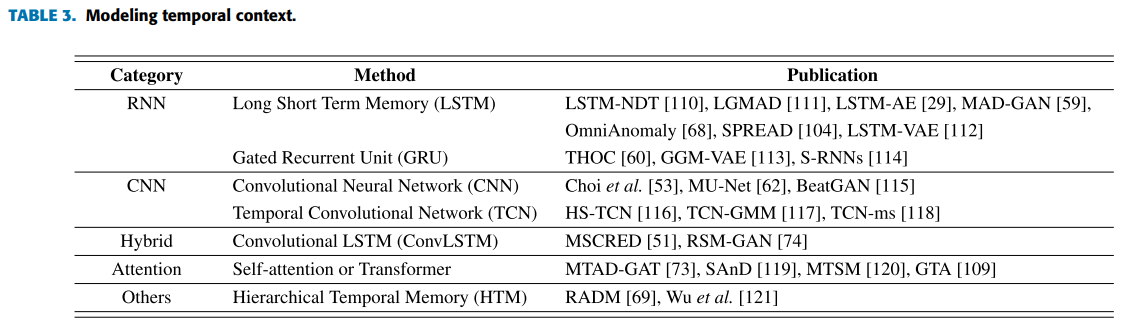 TABLE 3. Modeling temporal context.
Category Method Publication
RNN Long Short Term Memory (LSTM) LSTM-NDT [110], LGMAD [111], LSTM-AE [29], MAD-GAN [59],
OmniAnomaly [68], SPREAD [104], LSTM-VAE [112]
Gated Recurrent Unit (GRU) THOC [60], GGM-VAE [113], S-RNNs [114]
CNN Convolutional Neural Network (CNN) Choi et al. [53], MU-Net [62], BeatGAN [115]
Temporal Convolutional Network (TCN) HS-TCN [116], TCN-GMM [117], TCN-ms [118]
Hybrid Convolutional LSTM (ConvLSTM) MSCRED [51], RSM-GAN [74]
Attention Self-attention or Transformer MTAD-GAT [73], SAnD [119], MTSM [120], GTA [109]
Others Hierarchical Temporal Memory (HTM) RADM [69], Wu et al. [121]